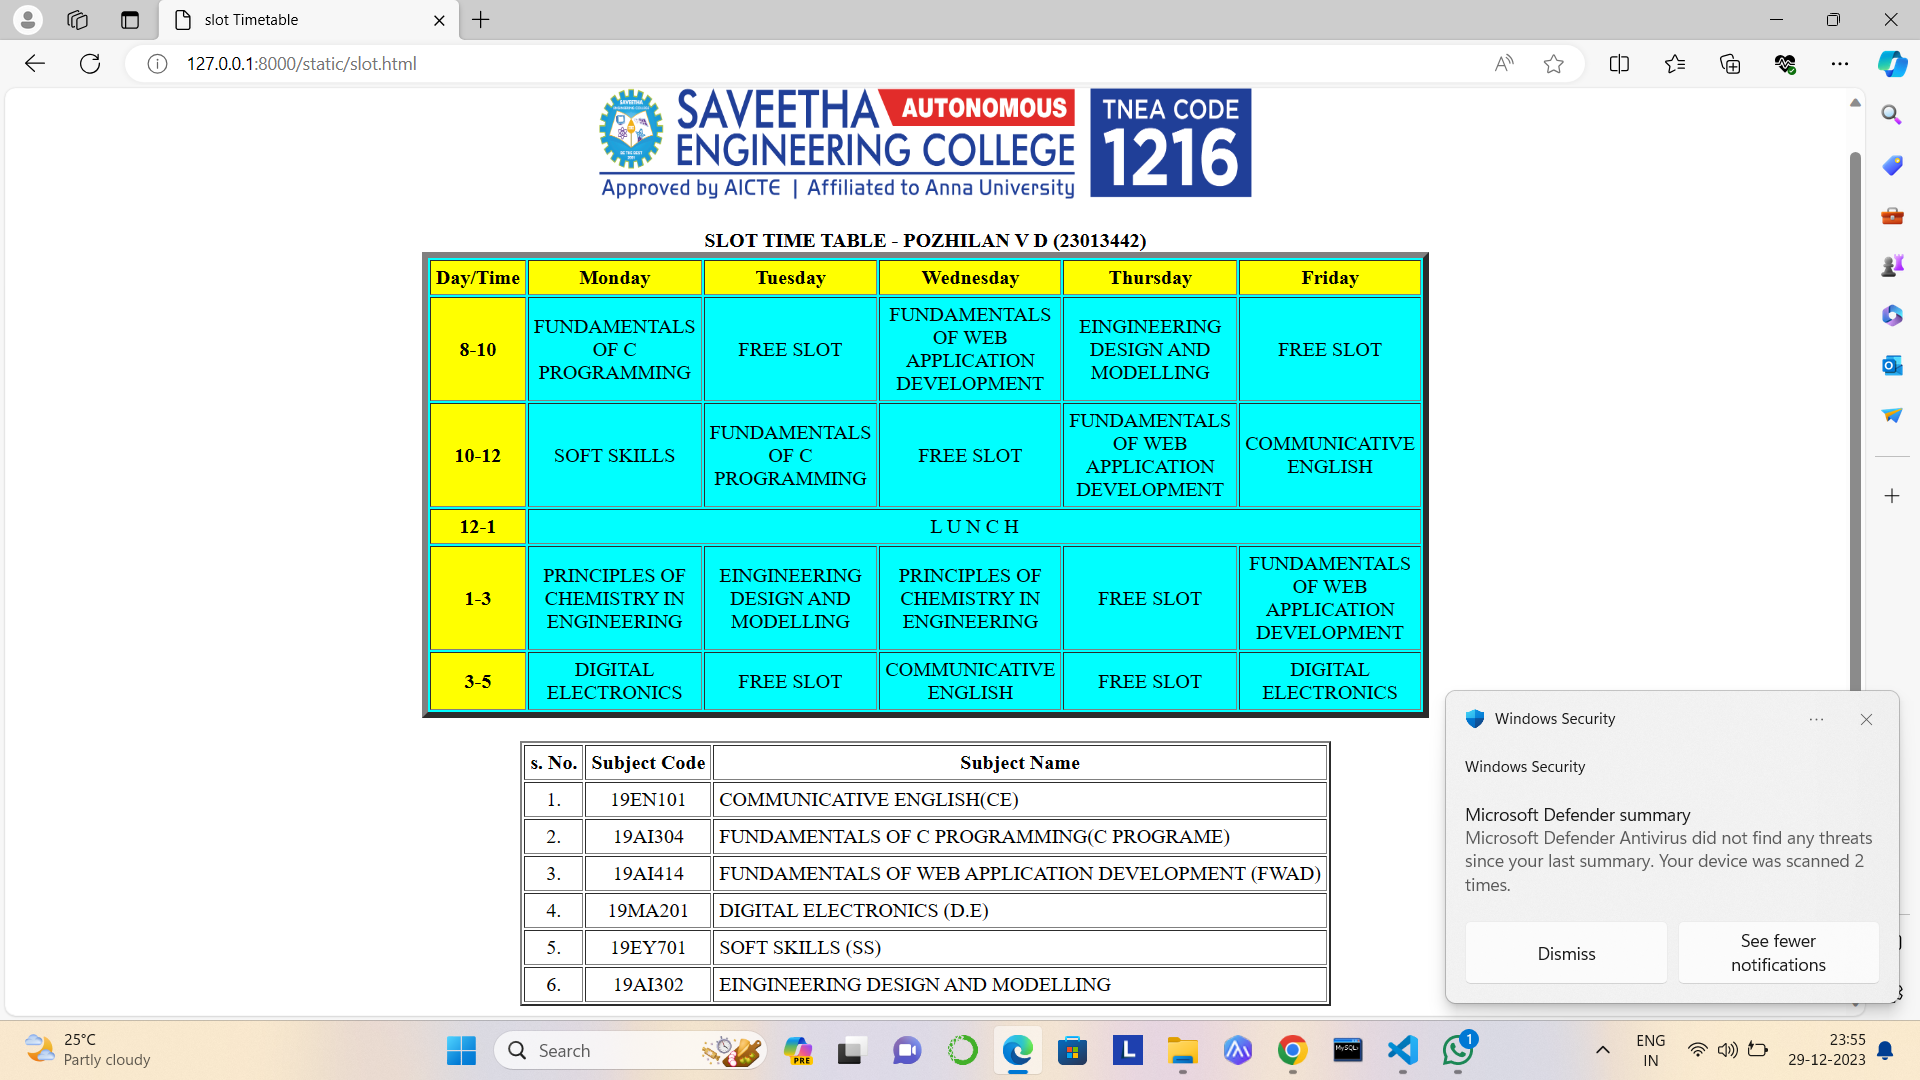 slot Timetable
127.0.0.1:8000/static/slot.html
SAVEETHA AUTONOMOUS
ENGINEERING COLLEGE
Approved by AICTE | Affiliated to Anna University
TNEA CODE
1216
SLOT TIME TABLE - POZHILAN V D (23013442)
Day/Time Monday Tuesday Wednesday Thursday Friday
8-10
FUNDAMENTALS
OF C
PROGRAMMING
FREE SLOT
FUNDAMENTALS
OF WEB
APPLICATION
DEVELOPMENT
EINGINEERING
DESIGN AND
MODELLING
FREE SLOT
10-12
SOFT SKILLS
FUNDAMENTALS
OF C
PROGRAMMING
FREE SLOT
FUNDAMENTALS
OF WEB
APPLICATION
DEVELOPMENT
COMMUNICATIVE
ENGLISH
12-1
L U N C H
1-3
PRINCIPLES OF
CHEMISTRY IN
ENGINEERING
EINGINEERING
DESIGN AND
MODELLING
PRINCIPLES OF
CHEMISTRY IN
ENGINEERING
FREE SLOT
FUNDAMENTALS
OF WEB
APPLICATION
DEVELOPMENT
3-5
DIGITAL
ELECTRONICS
FREE SLOT
COMMUNICATIVE
ENGLISH
FREE SLOT
DIGITAL
ELECTRONICS
s. No. Subject Code Subject Name
1. 19EN101 COMMUNICATIVE ENGLISH(CE)
2. 19AI304 FUNDAMENTALS OF C PROGRAMMING(C PROGRAME)
3. 19AI414 FUNDAMENTALS OF WEB APPLICATION DEVELOPMENT (FWAD)
4. 19MA201 DIGITAL ELECTRONICS (D.E)
5. 19EY701 SOFT SKILLS (SS)
6. 19AI302 EINGINEERING DESIGN AND MODELLING
Windows Security
Windows Security
Microsoft Defender summary
Microsoft Defender Antivirus did not find any threats
since your last summary. Your device was scanned 2
times.
Dismiss
See fewer
notifications
25°C
Partly cloudy
Search
PRE
L
MySQL
1
ENG
IN
23:55
29-12-2023